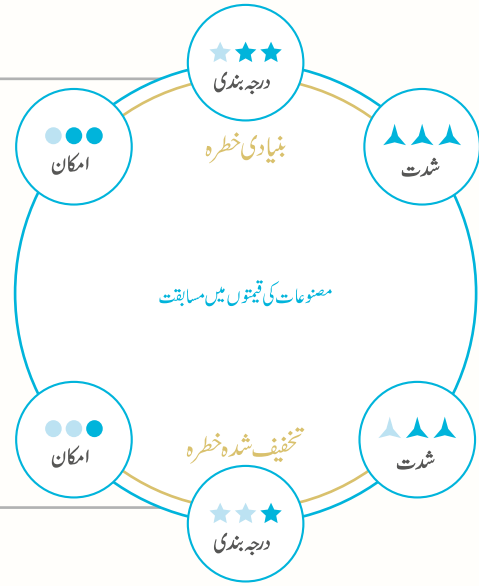 درجہ بندی
شدت
امکان
بنیادی خطرہ
مصنوعات کی قیمتوں میں مسابقت
تخفیف شدہ خطرہ
شدت
امکان
درجہ بندی